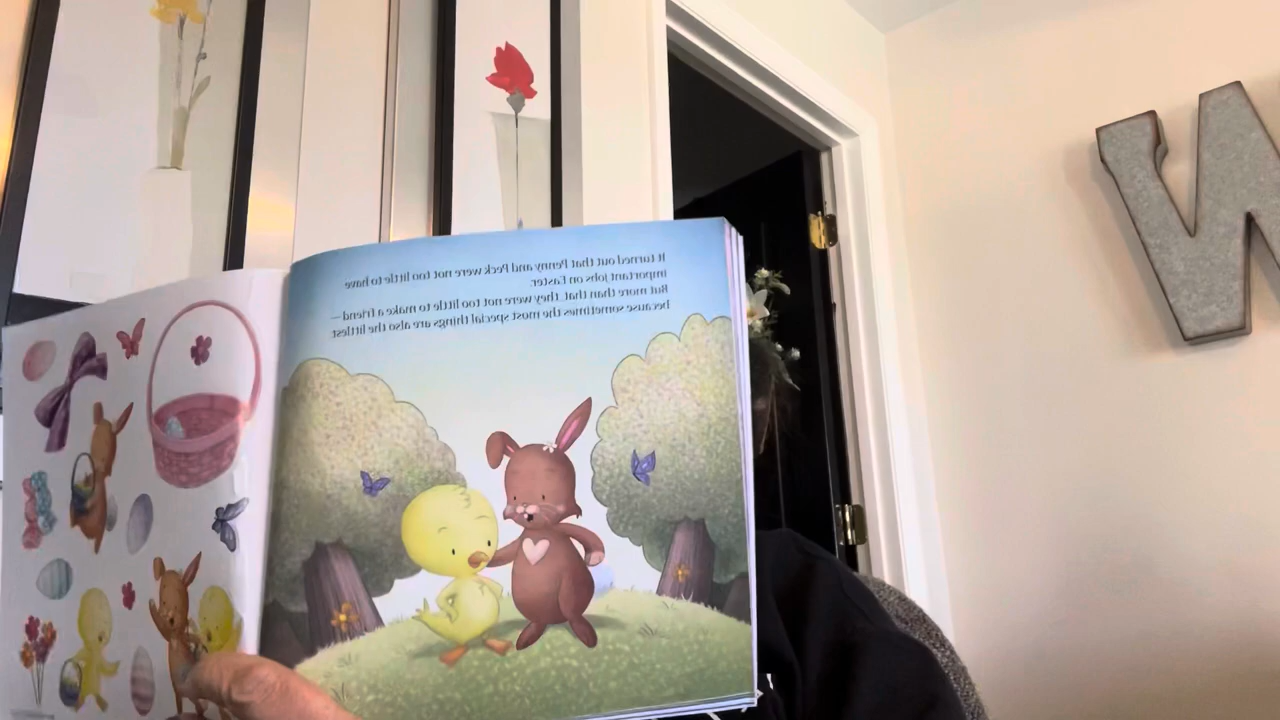 It turned out that Penny and Peck were not too little to have
important jobs on Easter.
But more than that, they were not too little to make a friend—
because sometimes the most special things are also the littlest
W